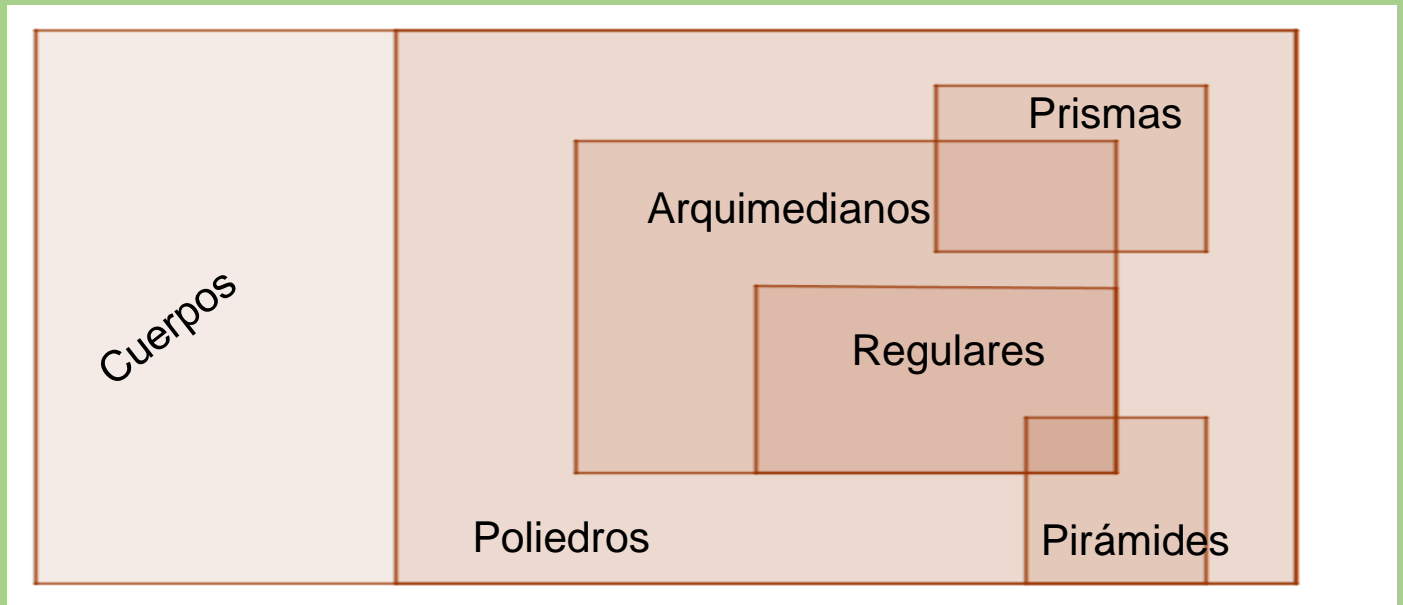 Prismas
Arquimedianos
Cuerpos
Regulares
Poliedros
Pirámides